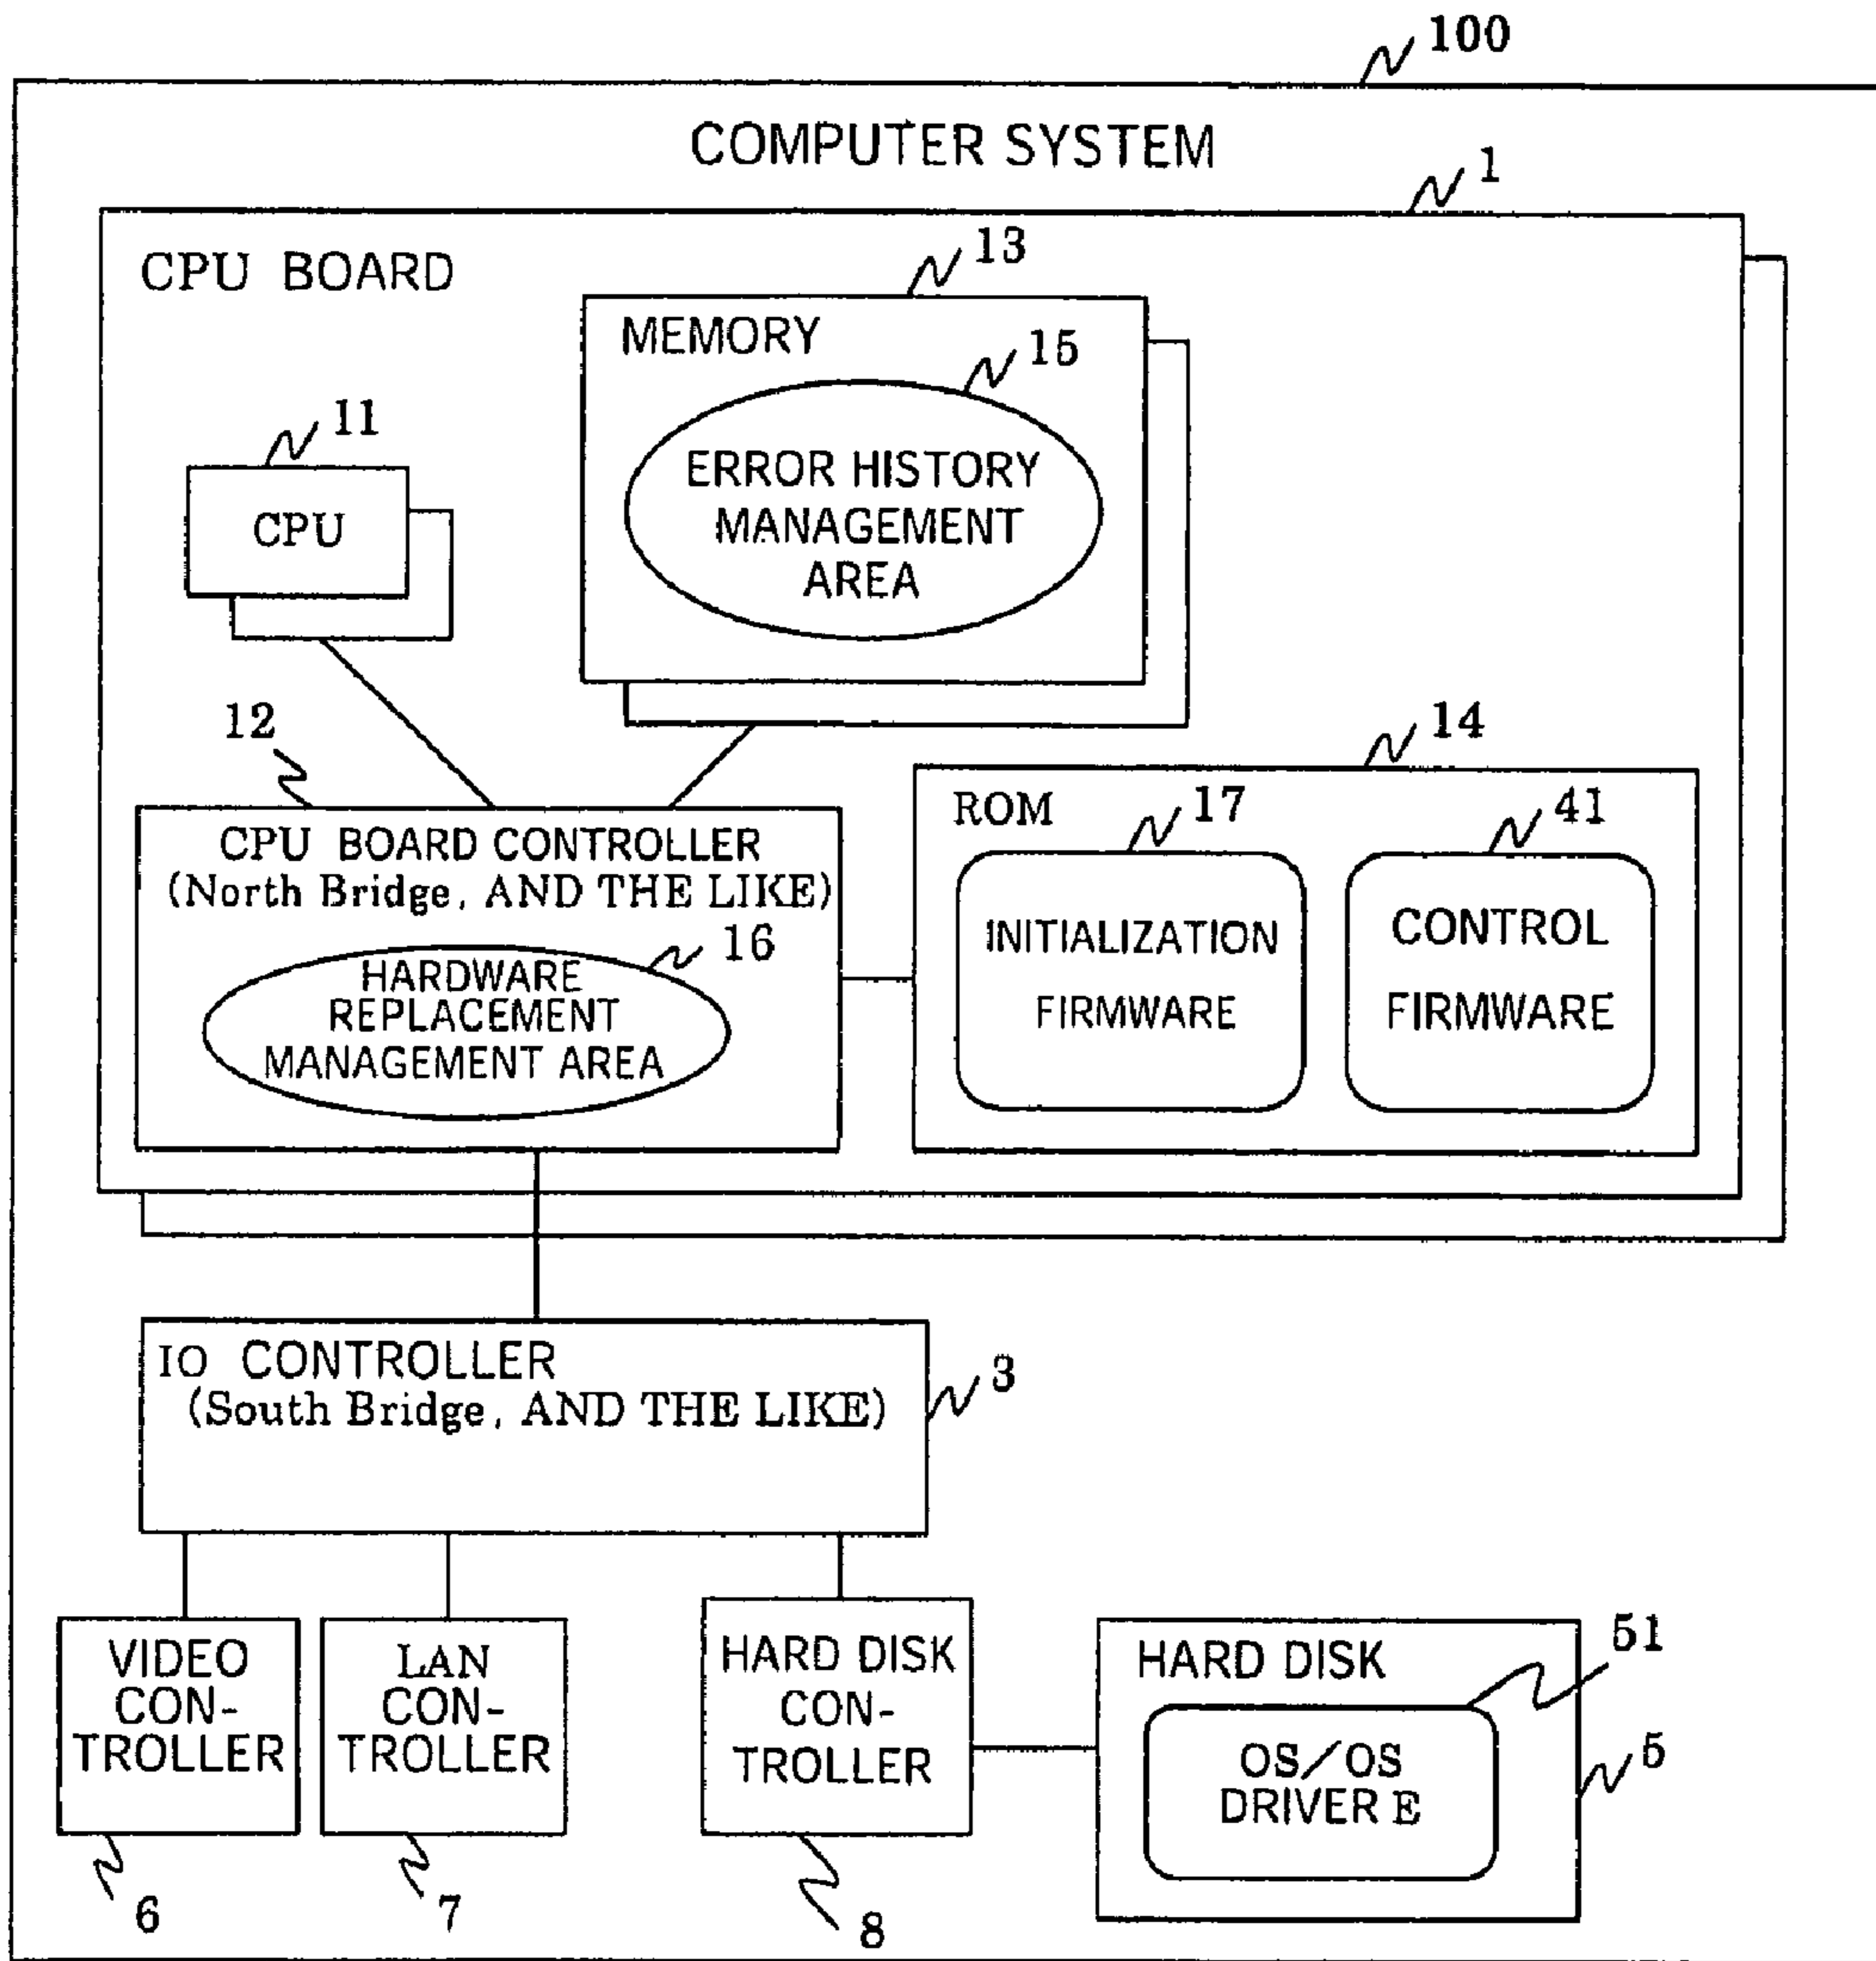 100
COMPUTER SYSTEM
1
CPU BOARD
13
MEMORY
15
ERROR HISTORY
MANAGEMENT
AREA
11
CPU
12
CPU BOARD CONTROLLER
(North Bridge, AND THE LIKE)
16
HARDWARE
REPLACEMENT
MANAGEMENT AREA
14
ROM
17
INITIALIZATION
FIRMWARE
41
CONTROL
FIRMWARE
IO CONTROLLER
(South Bridge, AND THE LIKE)
3
VIDEO
CON-
TROLLER
6
LAN
CON-
TROLLER
7
HARD DISK
CON-
TROLLER
8
HARD DISK
51
OS/OS
DRIVER E
5